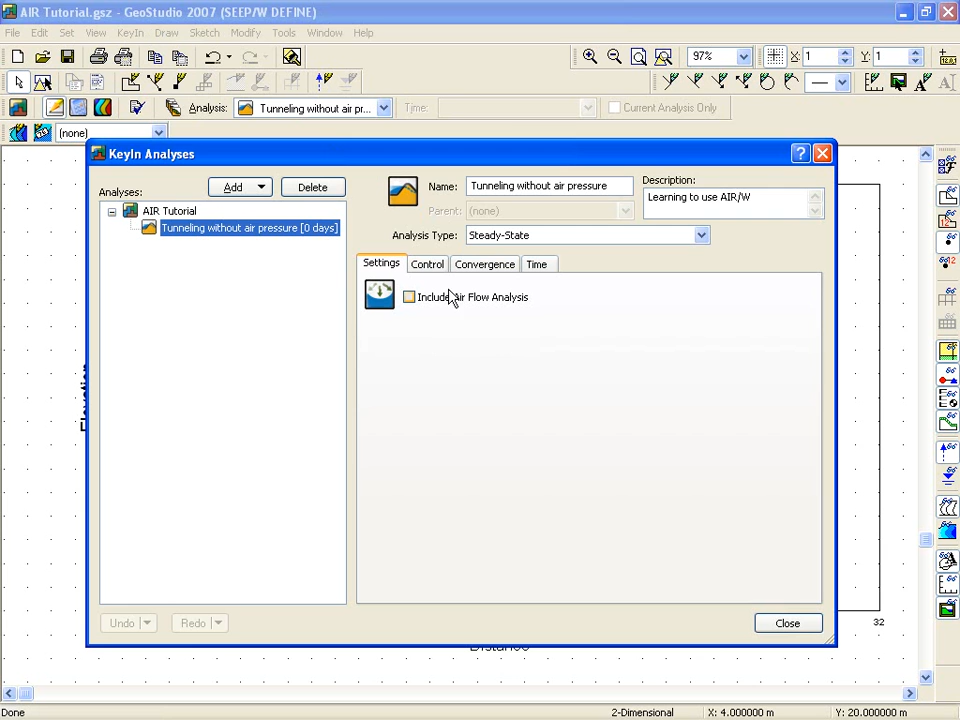 AIR Tutorial.gsz - GeoStudio 2007 (SEEP/W DEFINE)
File Edit Set View KeyIn Draw Sketch Modify Tools Window Help
97% X: 1 Y: 1
Analysis: Tunneling without air pr... Time: Current Analysis Only
(none)
KeyIn Analyses
Analyses: Add Delete
AIR Tutorial
Tunneling without air pressure [0 days]
Name: Tunneling without air pressure
Parent: (none)
Description:
Learning to use AIR/W
Analysis Type: Steady-State
Settings Control Convergence Time
Include Air Flow Analysis
Undo Redo Close
Elevation
32
Distance
Done 2-Dimensional X: 4.000000 m Y: 20.000000 m